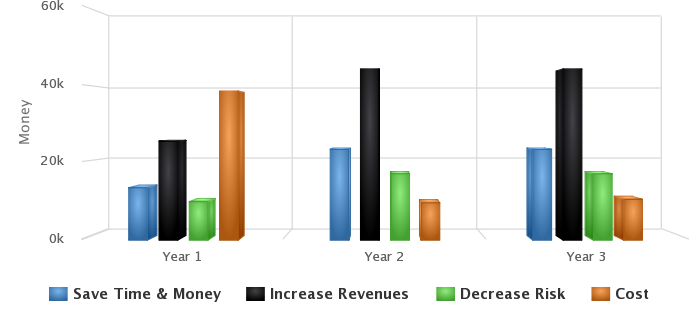 60k
40k
Money
20k
0k
Year 1 Year 2 Year 3
Save Time & Money Increase Revenues Decrease Risk Cost